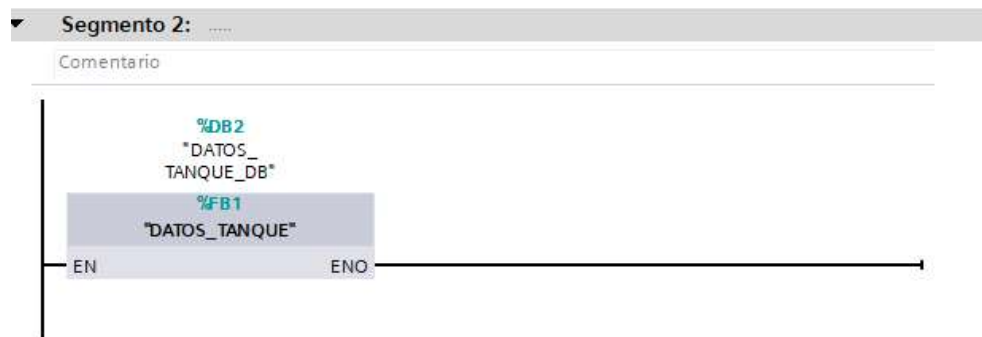 Segmento 2: .....
Comentario
%DB2
"DATOS_
TANQUE_DB"
%FB1
"DATOS_TANQUE"
EN ENO